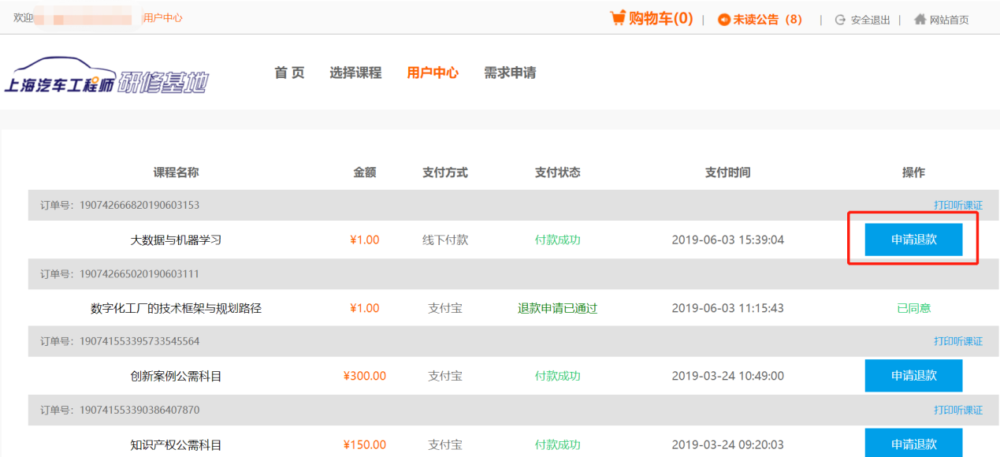 欢迎 用户中心 购物车(0) | 未读公告（8） | 安全退出 | 网站首页
上海汽车工程师研修基地 首 页 选择课程 用户中心 需求申请
课程名称 金额 支付方式 支付状态 支付时间 操作
订单号：190742666820190603153 打印听课证
大数据与机器学习 ¥1.00 线下付款 付款成功 2019-06-03 15:39:04 申请退款
订单号：190742665020190603111
数字化工厂的技术框架与规划路径 ¥1.00 支付宝 退款申请已通过 2019-06-03 11:15:43 已同意
订单号：190741553395733545564 打印听课证
创新案例公需科目 ¥300.00 支付宝 付款成功 2019-03-24 10:49:00 申请退款
订单号：190741553390386407870 打印听课证
知识产权公需科目 ¥150.00 支付宝 付款成功 2019-03-24 09:20:03 申请退款